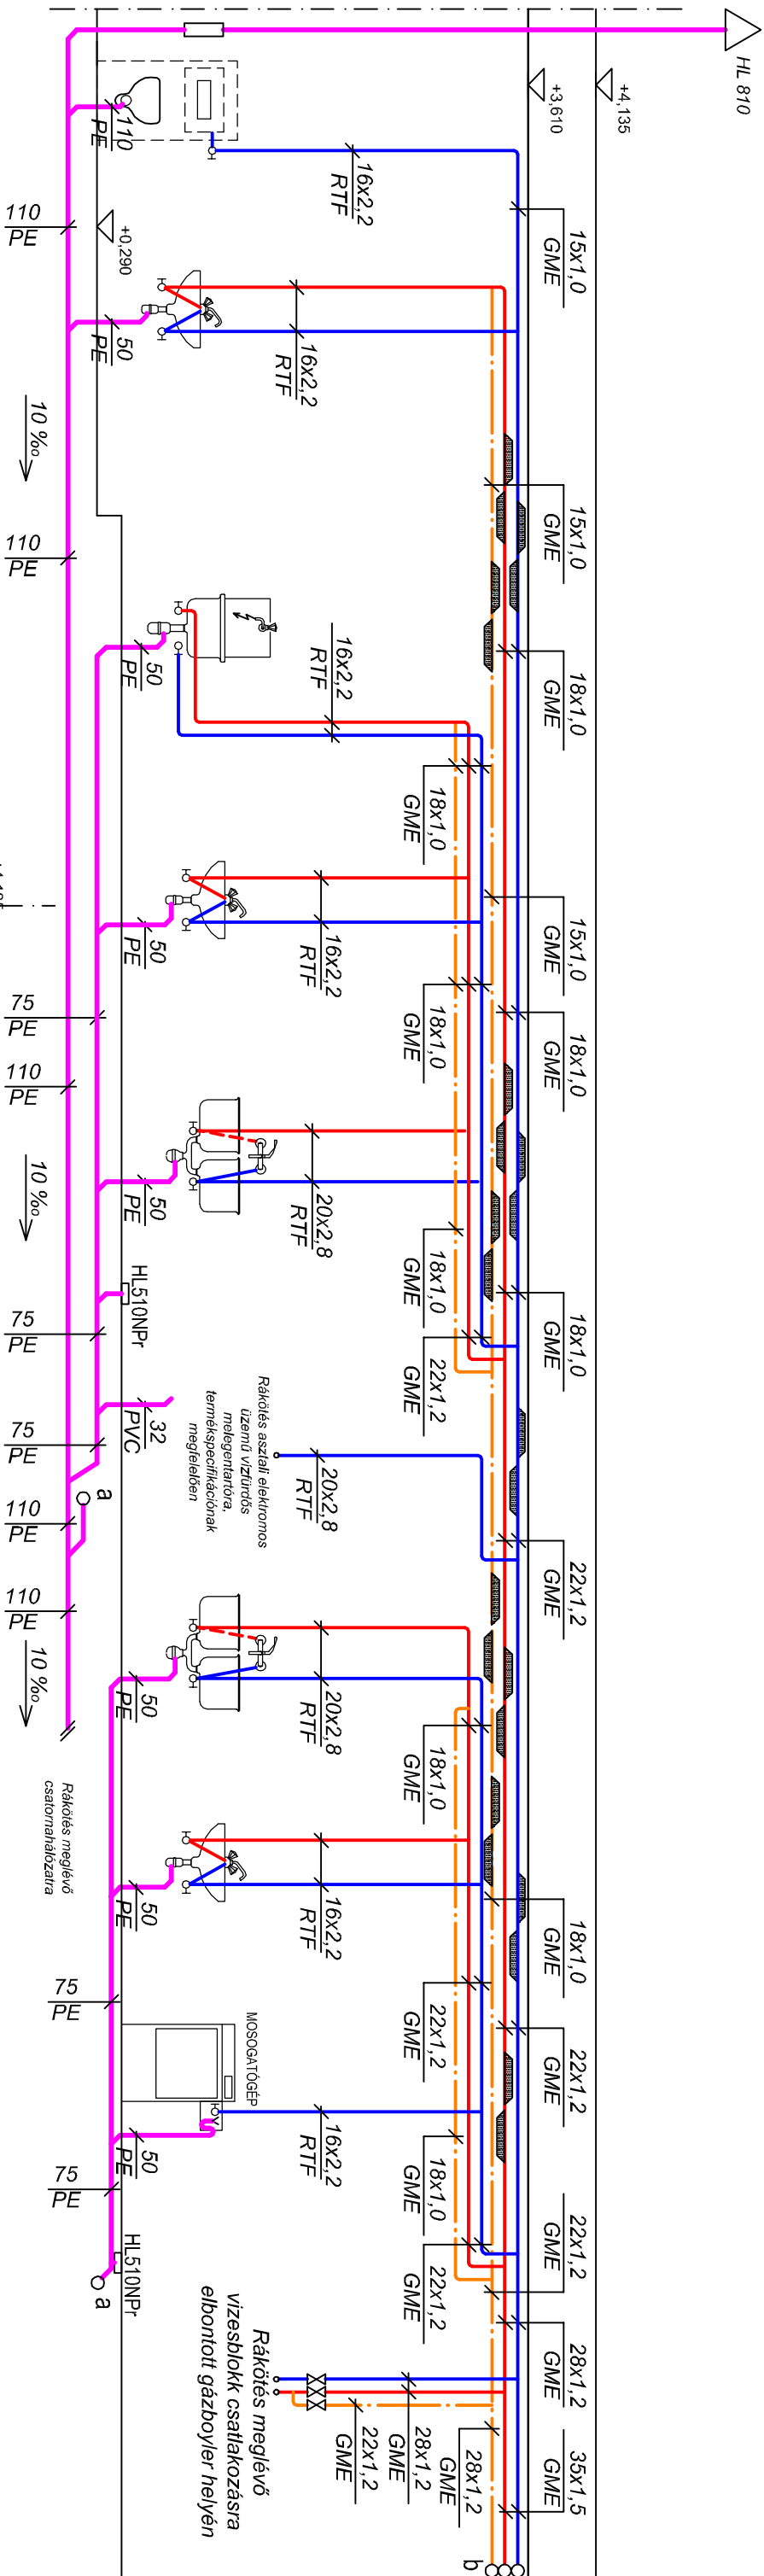 HL 810
+4,135
+3,610
110
PE
16x2,2
RTF
15x1,0
GME
110
PE
+0,290
50
PE
16x2,2
RTF
10 ‰
15x1,0
GME
110
PE
50
PE
16x2,2
RTF
18x1,0
GME
18x1,0
GME
50
PE
16x2,2
RTF
15x1,0
GME
18x1,0
GME
18x1,0
GME
75
PE
110
PE
10 ‰
50
PE
20x2,8
RTF
18x1,0
GME
18x1,0
GME
HL510NPr
75
PE
22x1,2
GME
32
PVC
75
PE
Rákötés asztali elektromos
üzemű vízfürdős
melegentartóra,
termékspecifikációnak
megfelelően
20x2,8
RTF
a
110
PE
22x1,2
GME
110
PE
10 ‰
50
PE
20x2,8
RTF
18x1,0
GME
Rákötés meglévő
csatornahálózatra
50
PE
16x2,2
RTF
18x1,0
GME
75
PE
22x1,2
GME
22x1,2
GME
MOSOGATÓGÉP
50
PE
16x2,2
RTF
18x1,0
GME
75
PE
22x1,2
GME
22x1,2
GME
HL510NPr
a
28x1,2
GME
Rákötés meglévő
vizesblokk csatlakozásra
elbontott gázboyler helyén
22x1,2
GME
28x1,2
GME
28x1,2
GME
35x1,5
GME
b